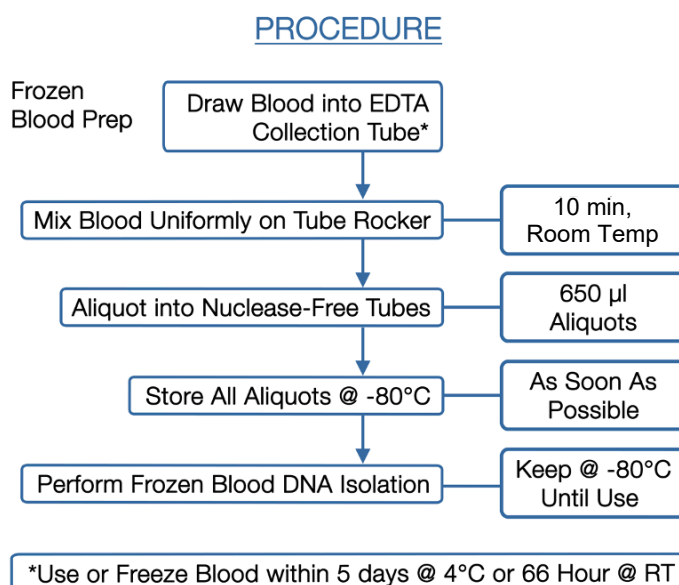 PROCEDURE
Frozen
Blood Prep
Draw Blood into EDTA
Collection Tube*
Mix Blood Uniformly on Tube Rocker
10 min,
Room Temp
Aliquot into Nuclease-Free Tubes
650 µl
Aliquots
Store All Aliquots @ -80°C
As Soon As
Possible
Perform Frozen Blood DNA Isolation
Keep @ -80°C
Until Use
*Use or Freeze Blood within 5 days @ 4°C or 66 Hour @ RT